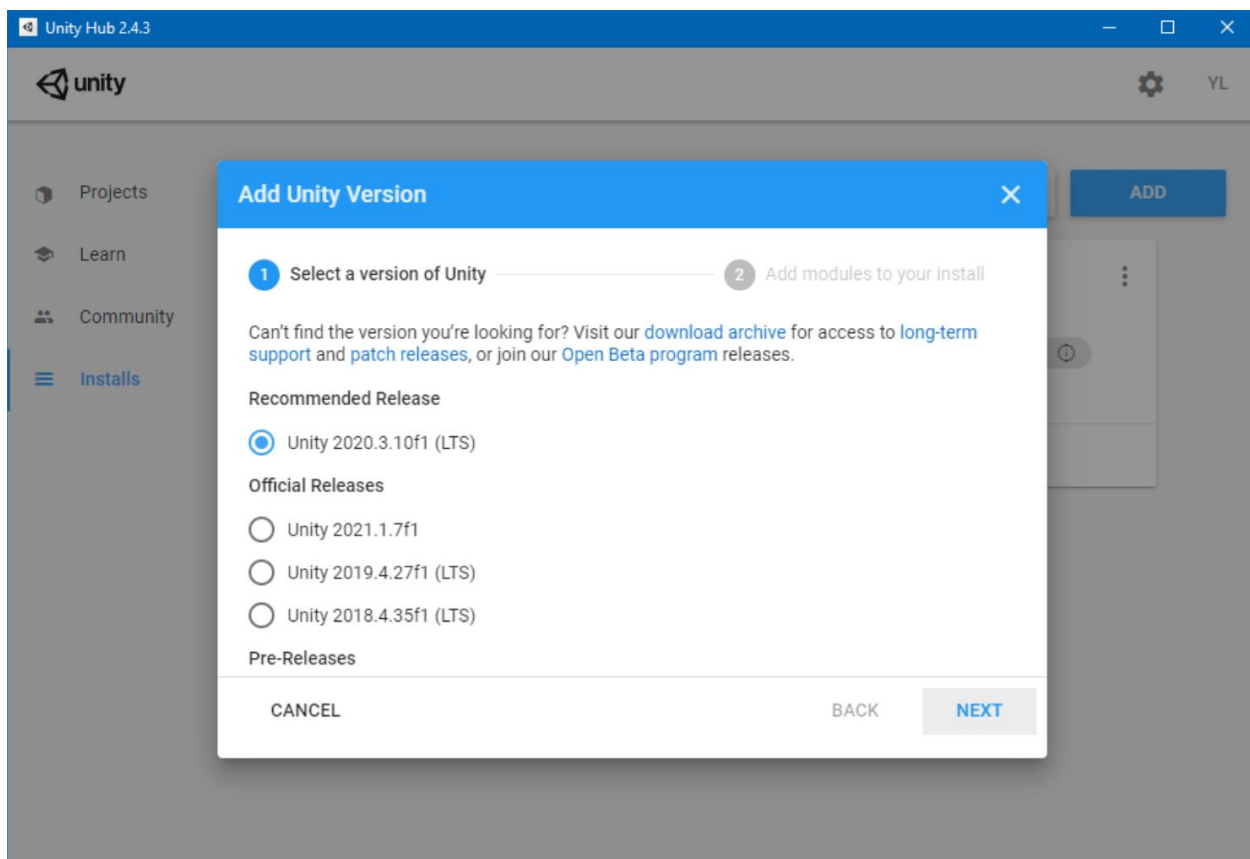 Unity Hub 2.4.3
unity
YL
Projects
Learn
Community
Installs
ADD
Add Unity Version
1 Select a version of Unity
2 Add modules to your install
Can't find the version you're looking for? Visit our download archive for access to long-term
support and patch releases, or join our Open Beta program releases.
Recommended Release
Unity 2020.3.10f1 (LTS)
Official Releases
Unity 2021.1.7f1
Unity 2019.4.27f1 (LTS)
Unity 2018.4.35f1 (LTS)
Pre-Releases
CANCEL
BACK
NEXT